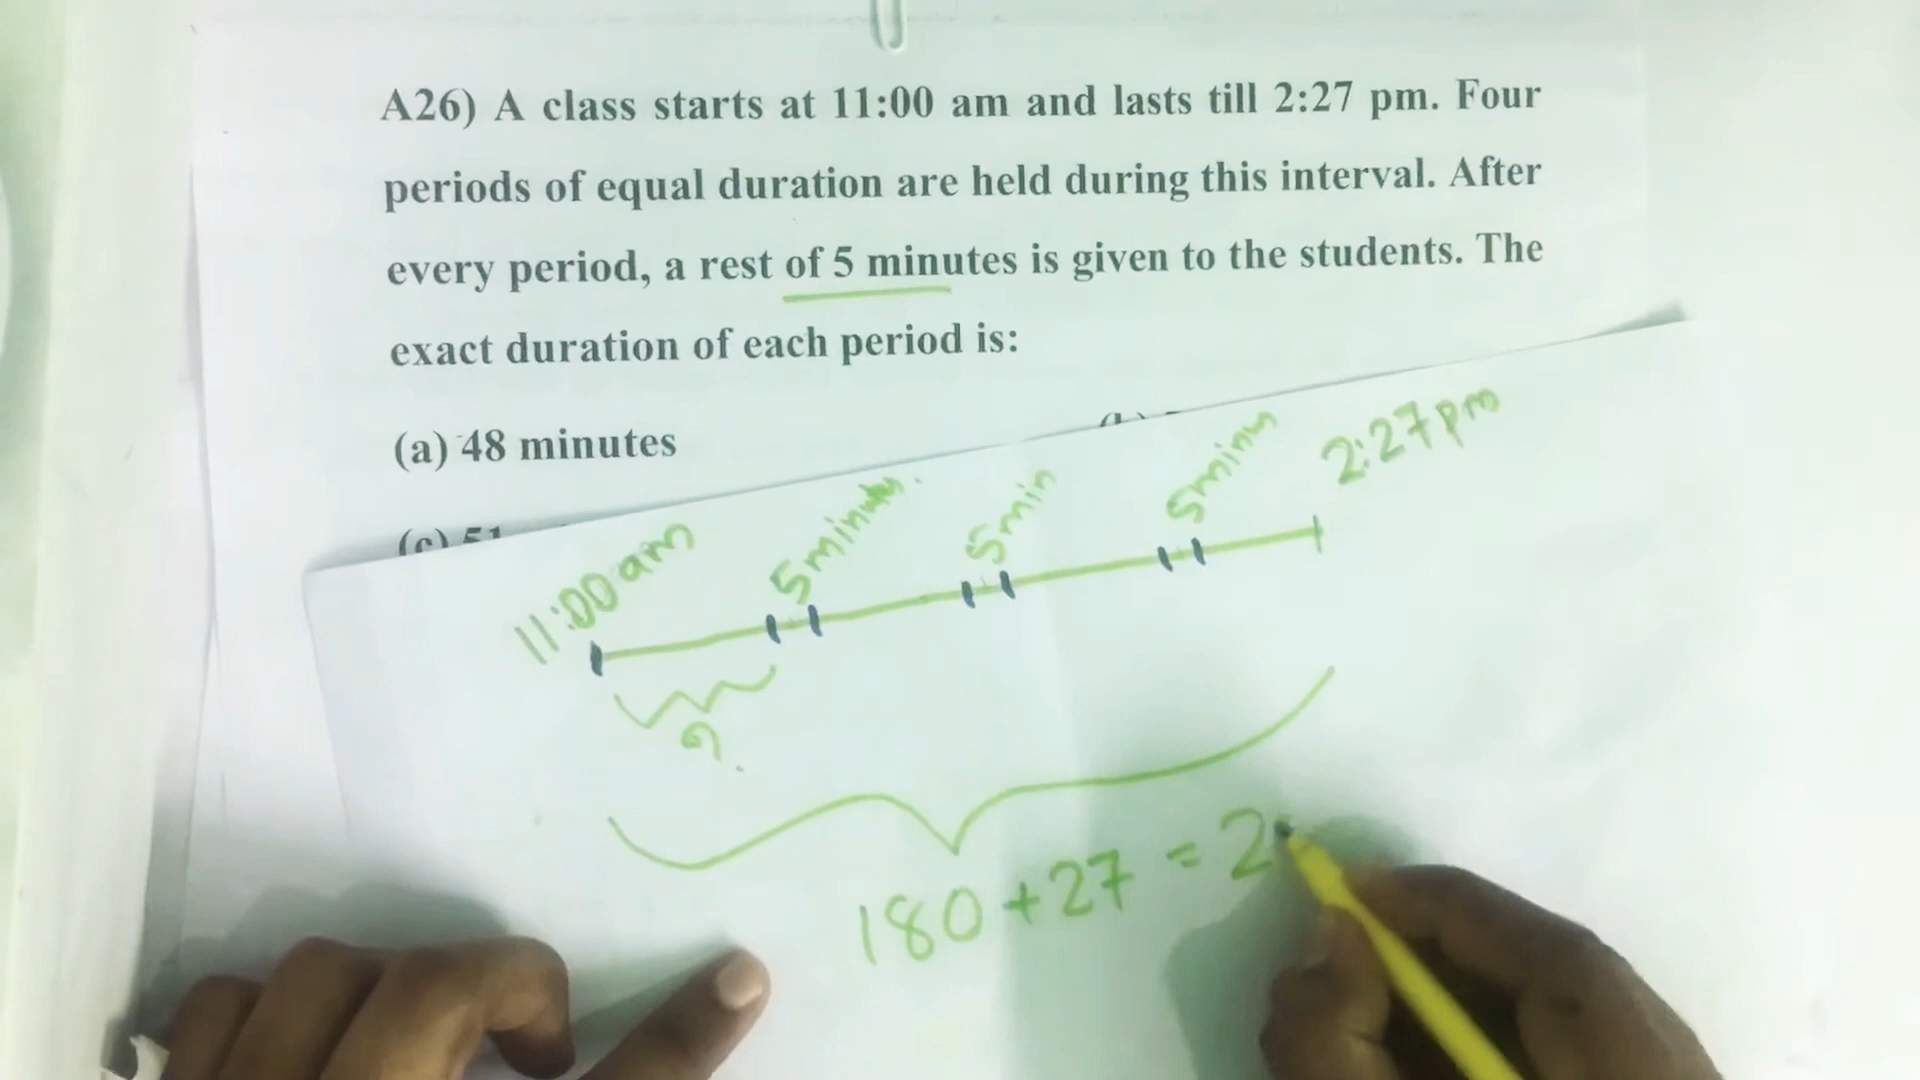 A26) A class starts at 11:00 am and lasts till 2:27 pm. Four
periods of equal duration are held during this interval. After
every period, a rest of 5 minutes is given to the students. The
exact duration of each period is:
(a) 48 minutes
(c) 51
11:00 am
5 minutes.
5 min
5 minus
2:27 pm
?
180 + 27 = 2